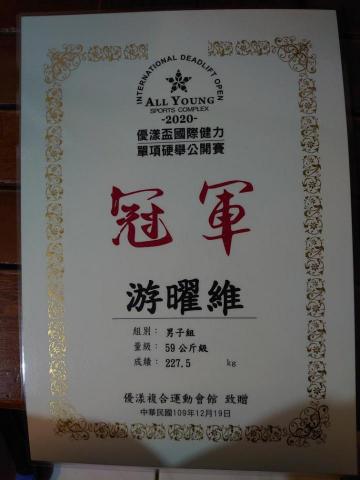 INTERNATIONAL DEADLIFT OPEN
ALL YOUNG
SPORTS COMPLEX
-2020-
優漾盃國際健力
單項硬舉公開賽
冠軍
游曜維
組別： 男子組
量級： 59公斤級
成績： 227.5 kg
優漾複合運動會館 致贈
中華民國109年12月19日